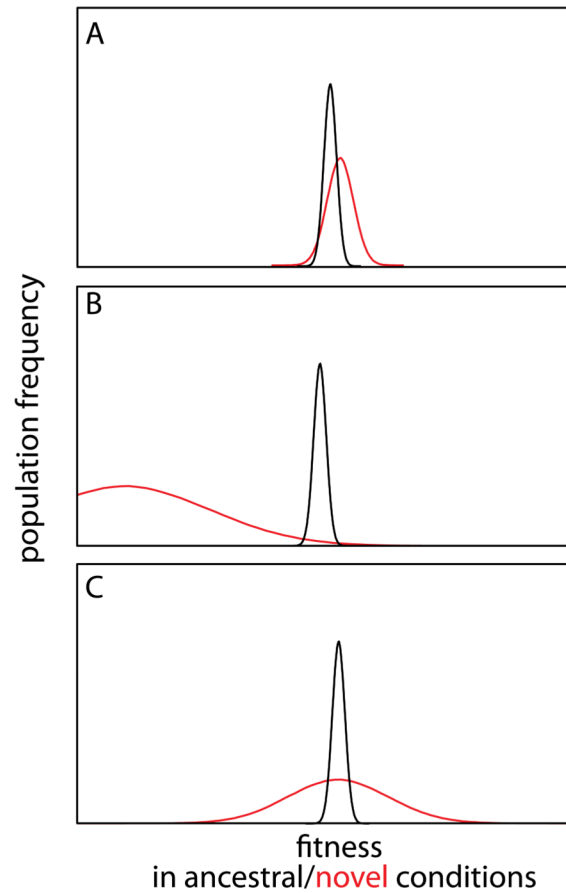 A
B
C
population frequency
fitness
in ancestral/novel conditions